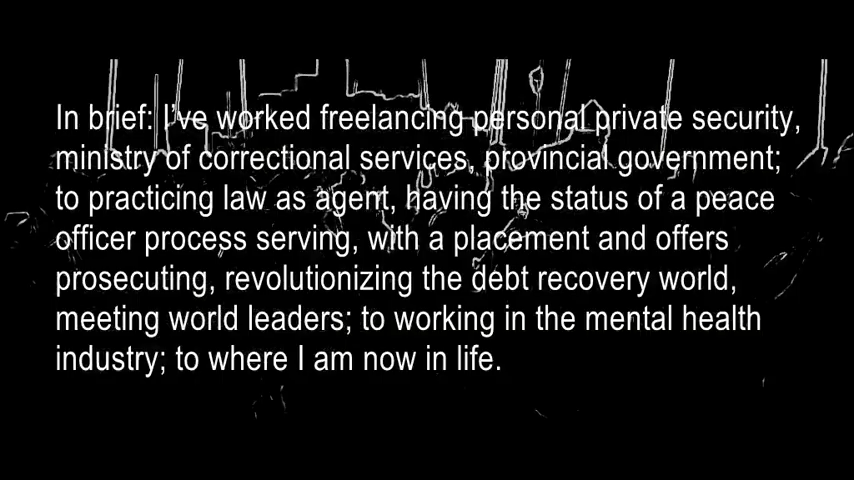 In brief: I've worked freelancing personal private security,
ministry of correctional services, provincial government;
to practicing law as agent, having the status of a peace
officer process serving, with a placement and offers
prosecuting, revolutionizing the debt recovery world,
meeting world leaders; to working in the mental health
industry; to where I am now in life.